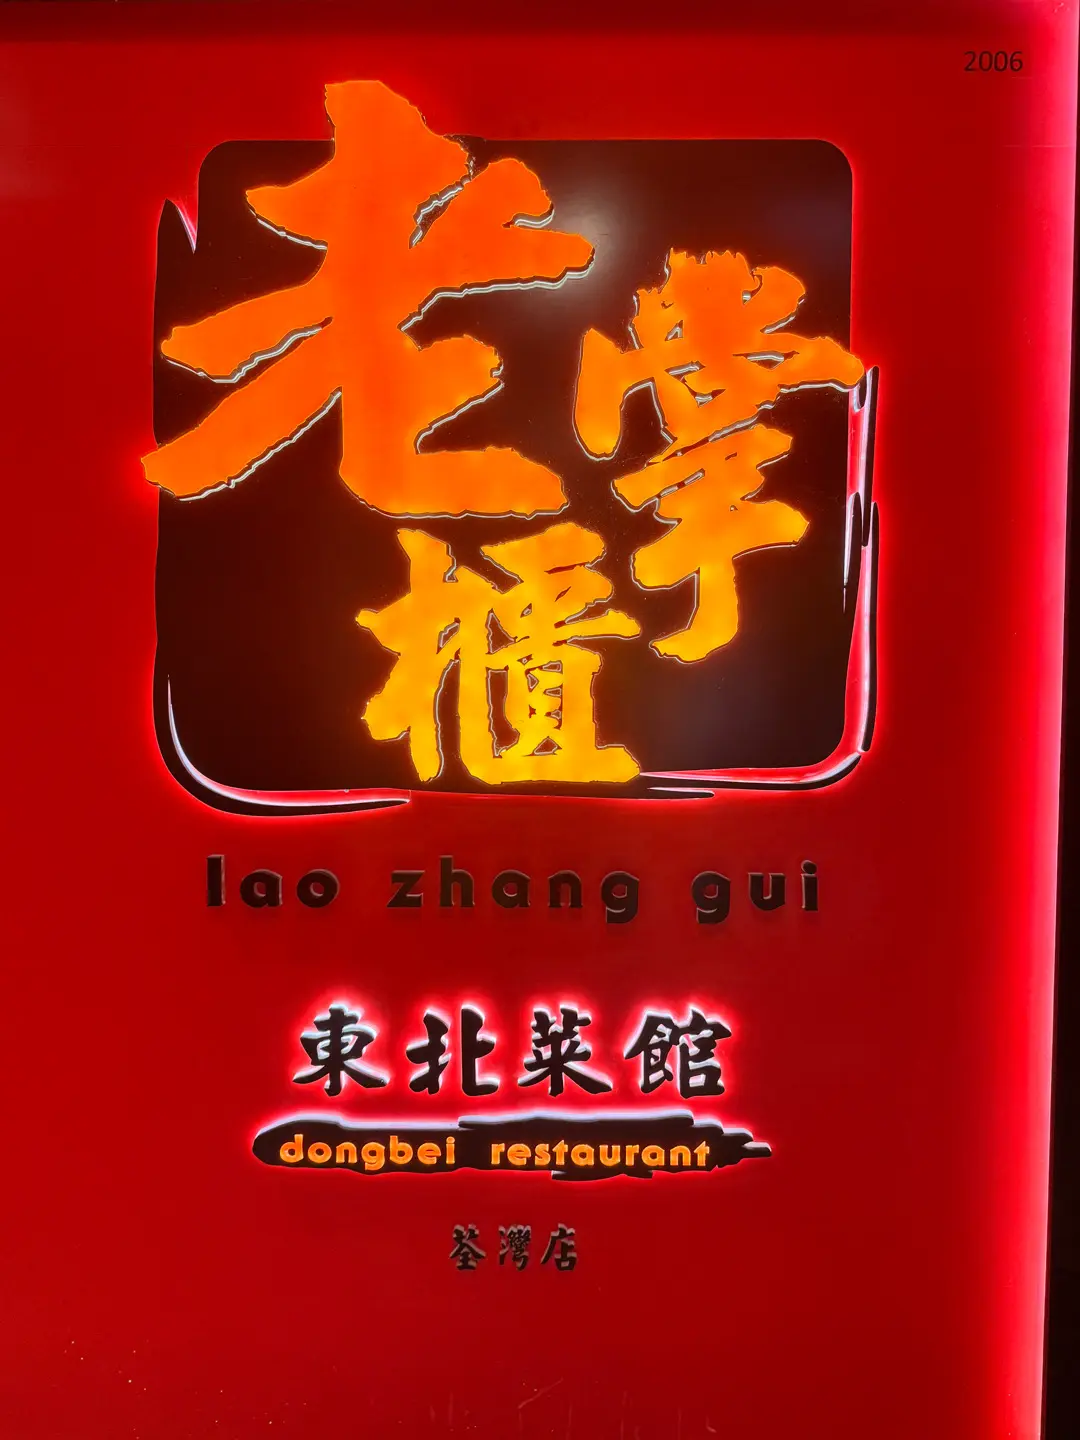 2006
老掌櫃
lao zhang gui
東北菜館
dongbei restaurant
荃灣店